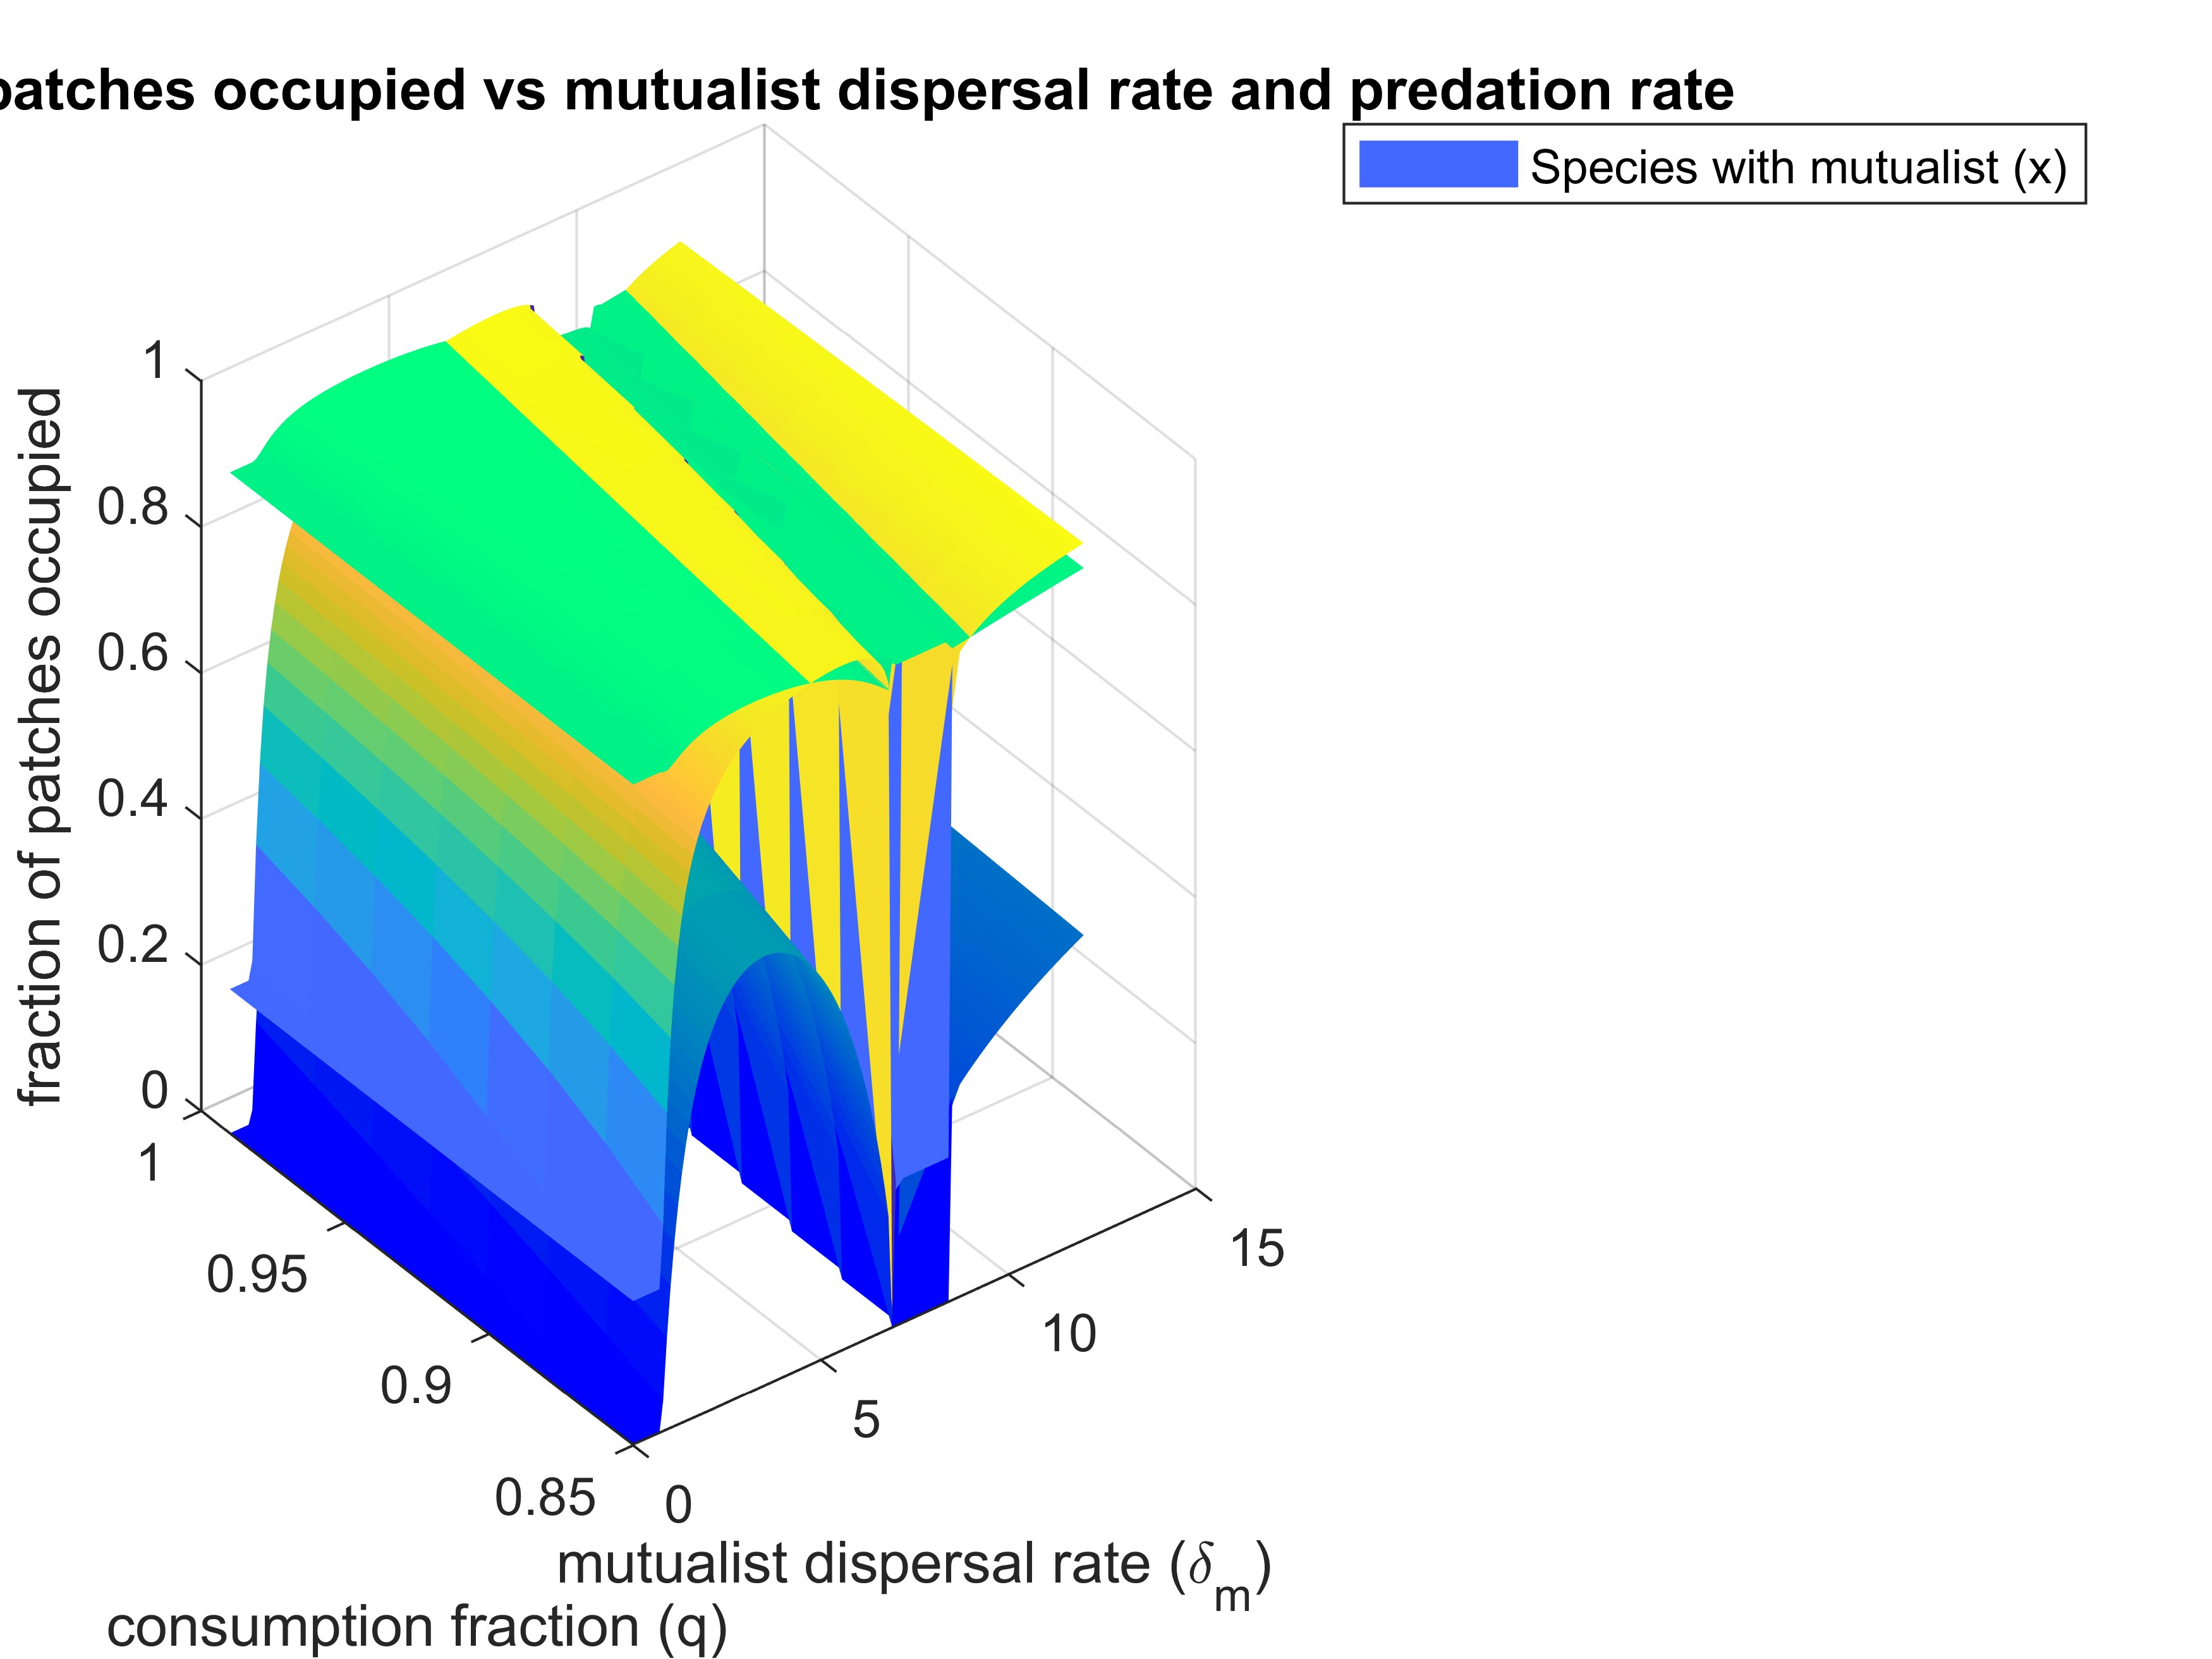 patches occupied vs mutualist dispersal rate and predation rate
Species with mutualist (x)
fraction of patches occupied
1
0.8
0.6
0.4
0.2
0
1
0.95
0.9
0.85
0
5
10
15
mutualist dispersal rate (δm)
consumption fraction (q)